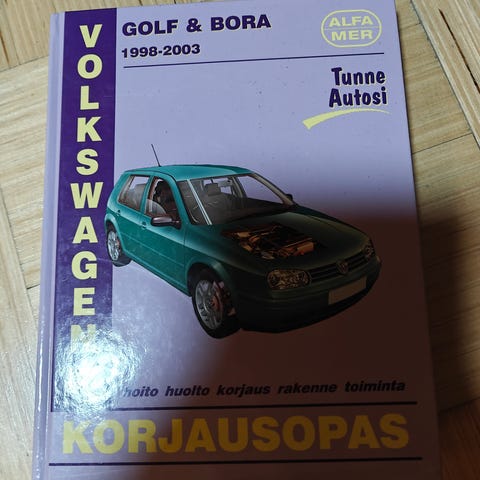 VOLKSWAGEN
GOLF & BORA
1998-2003
ALFA
MER
Tunne
Autosi
hoito huolto korjaus rakenne toiminta
KORJAUSOPAS